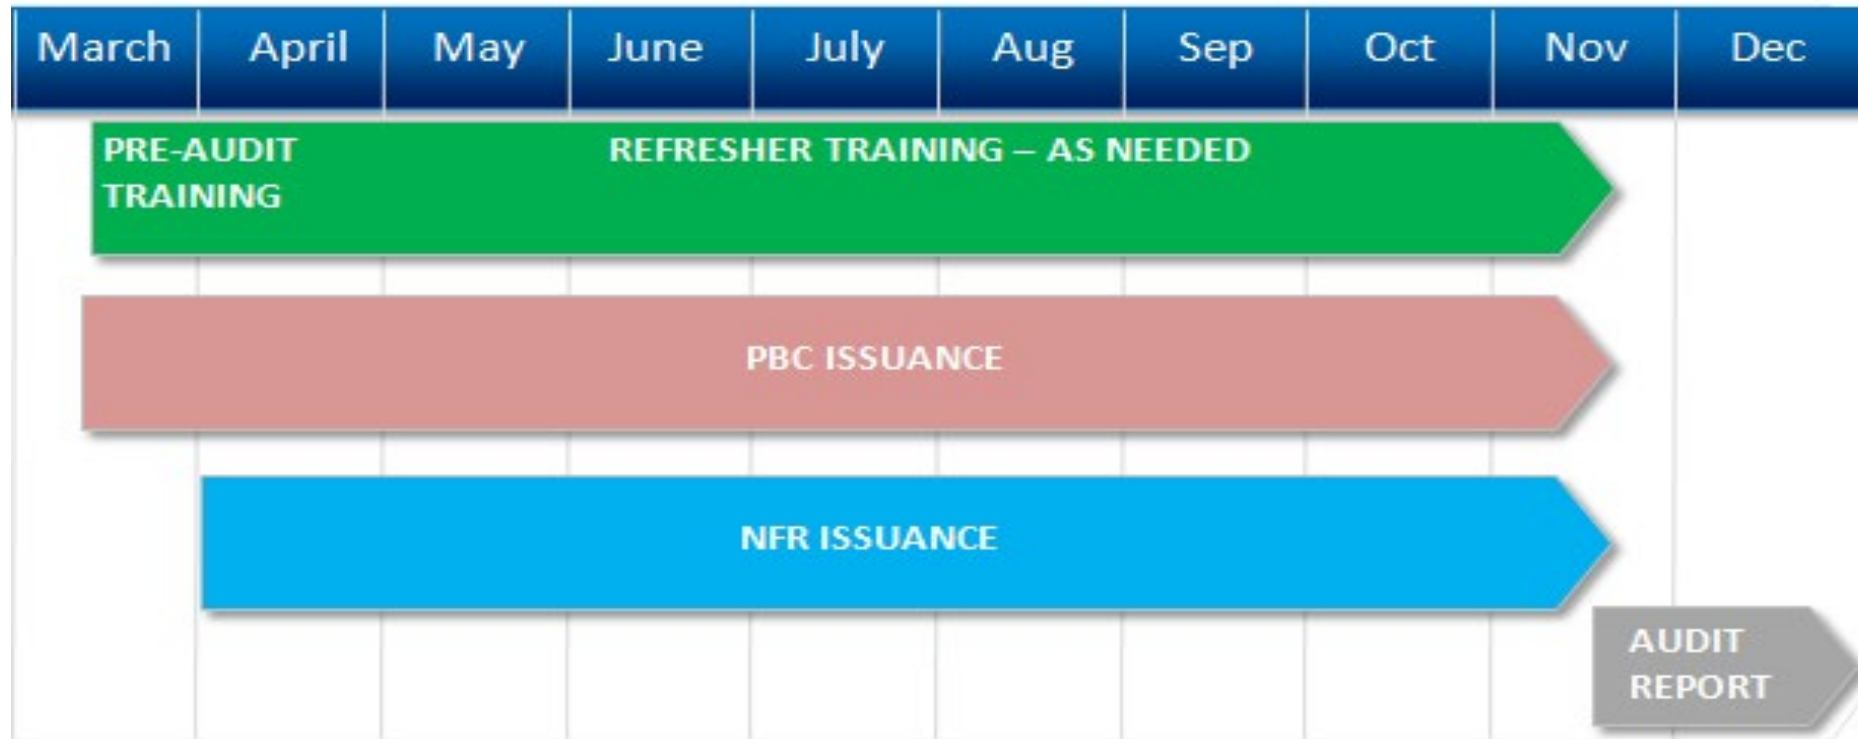 March April May June July Aug Sep Oct Nov Dec
PRE-AUDIT REFRESHER TRAINING – AS NEEDED
TRAINING
PBC ISSUANCE
NFR ISSUANCE
AUDIT
REPORT